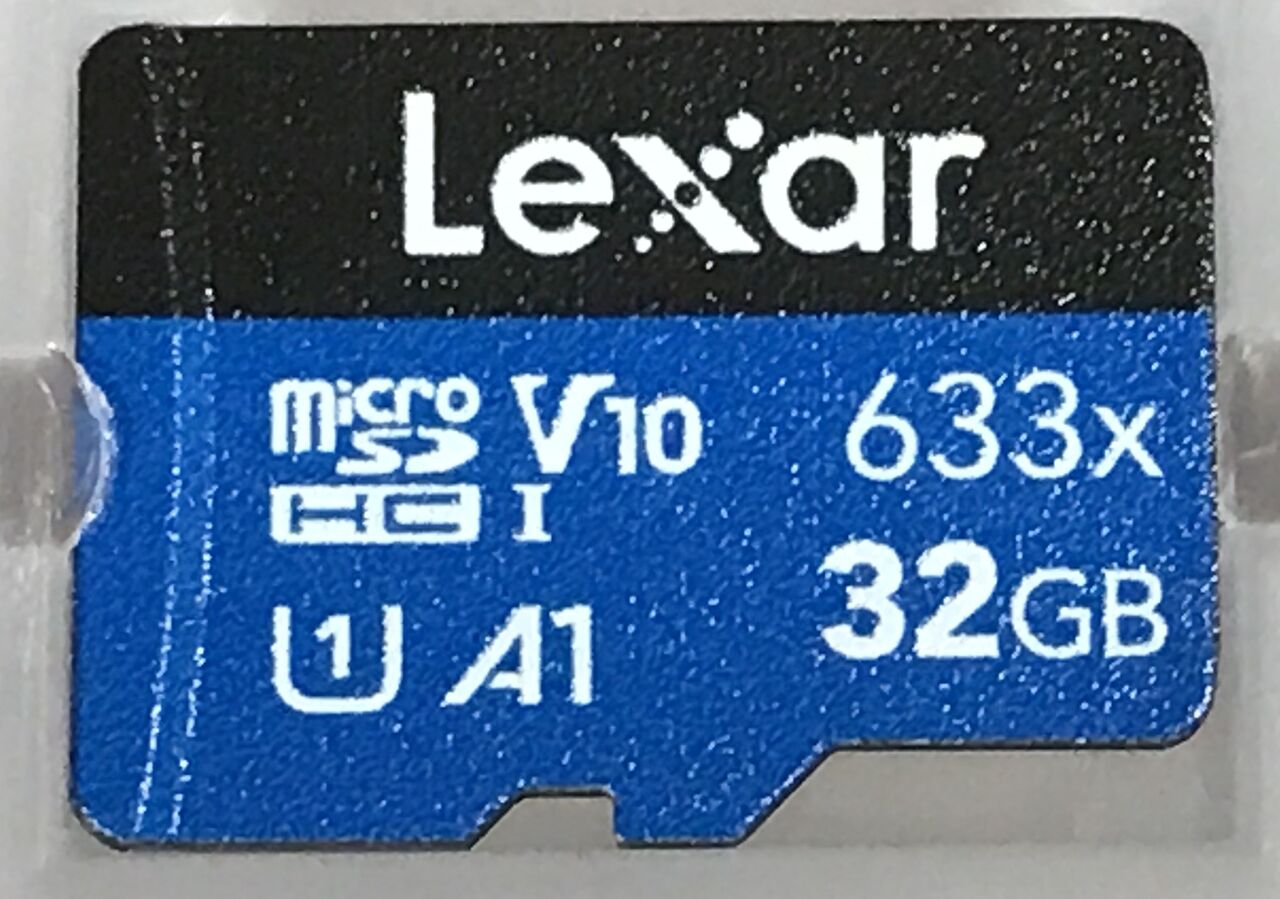 Lexar
micro SD HC I V10 633x
32GB
U1 A1